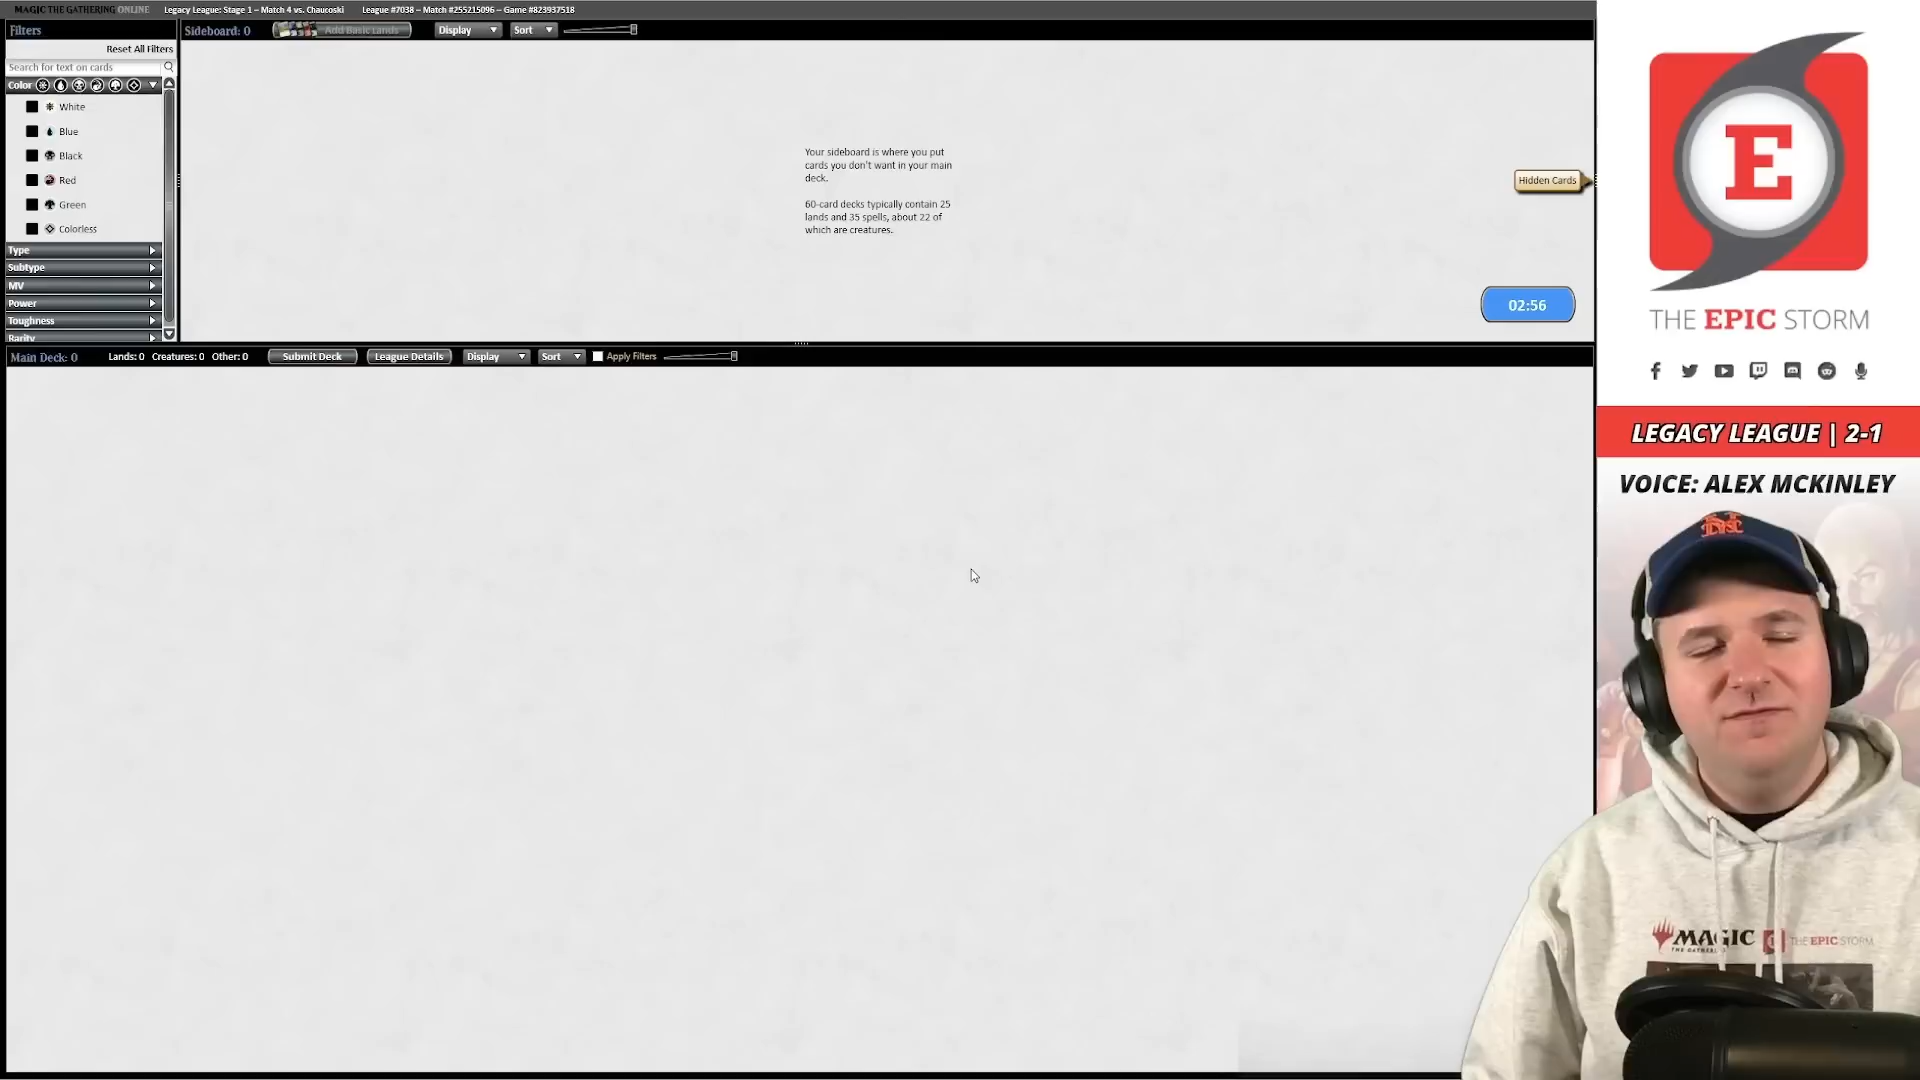 MAGIC THE GATHERING ONLINE
Legacy League: Stage 1 – Match 4 vs. Chaucoski
League #7038 – Match #255215096 – Game #823937518
Filters
Sideboard: 0
Add Basic Lands
Display
Sort
Reset All Filters
Search for text on cards
Color
White
Blue
Black
Red
Green
Colorless
Type
Subtype
MV
Power
Toughness
Rarity
Your sideboard is where you put
cards you don't want in your main
deck.
60-card decks typically contain 25
lands and 35 spells, about 22 of
which are creatures.
Hidden Cards
02:56
Main Deck: 0
Lands: 0 Creatures: 0 Other: 0
Submit Deck
League Details
Display
Sort
Apply Filters
E
THE EPIC STORM
LEGACY LEAGUE | 2-1
VOICE: ALEX MCKINLEY
MAGIC
THE GATHERING
THE EPIC STORM